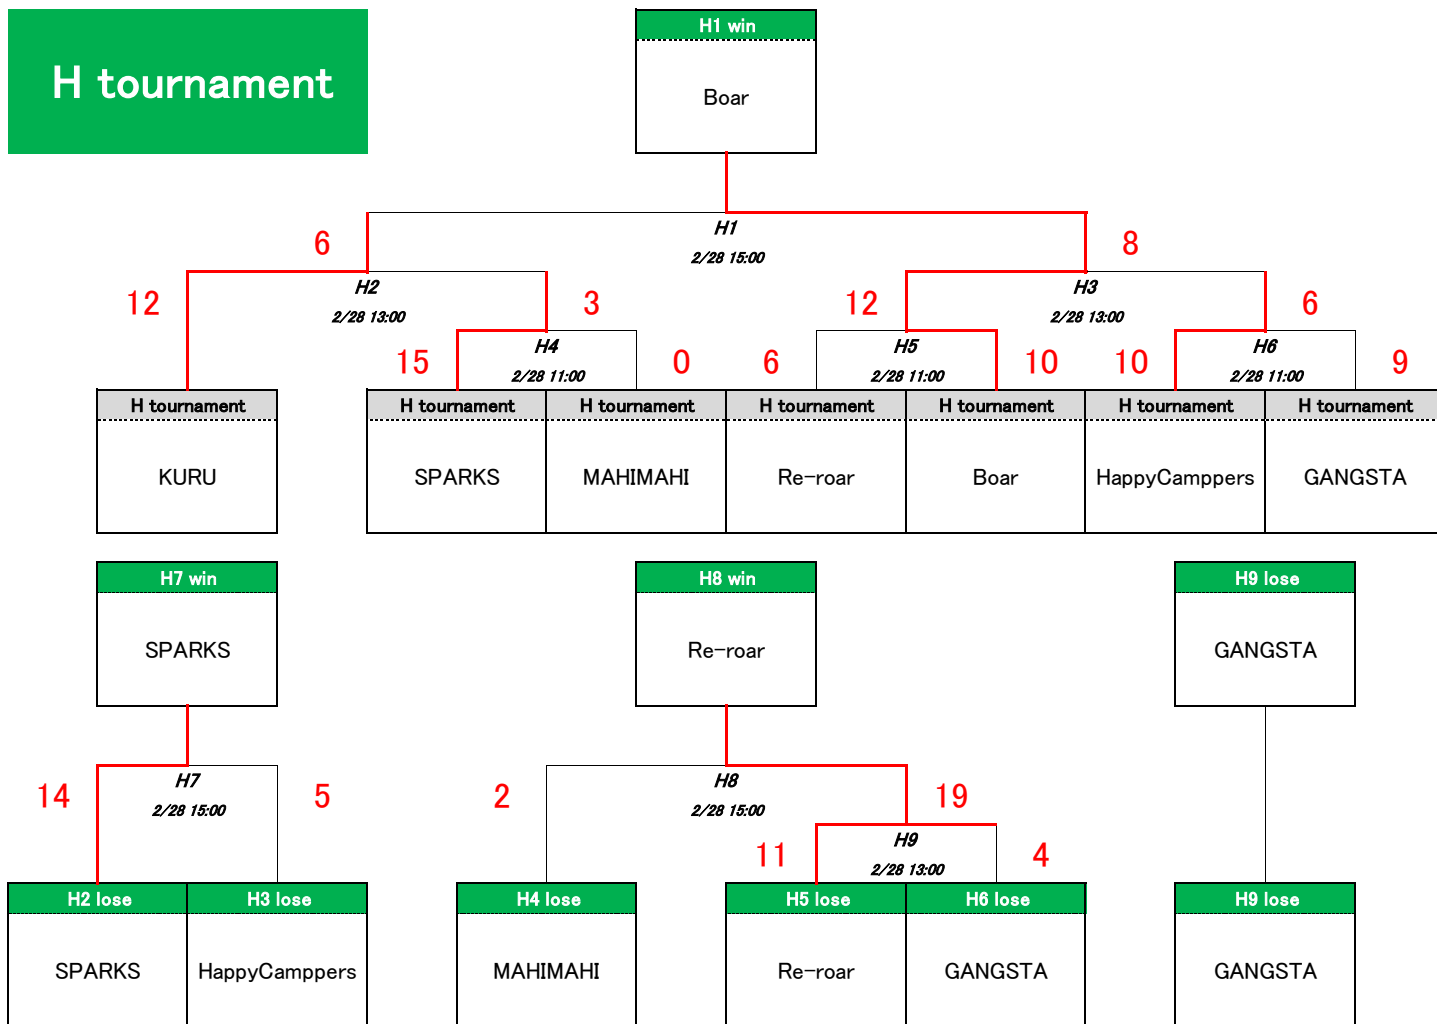 H tournament
H1 win
Boar
H1
2/28 15:00
6
8
H2
2/28 13:00
12
3
H3
2/28 13:00
12
6
H4
2/28 11:00
15
0
H5
2/28 11:00
6
10
H6
2/28 11:00
10
9
H tournament
H tournament
H tournament
H tournament
H tournament
H tournament
H tournament
KURU
SPARKS
MAHIMAHI
Re-roar
Boar
HappyCamppers
GANGSTA
H7 win
H8 win
H9 lose
SPARKS
Re-roar
GANGSTA
H7
2/28 15:00
14
5
H8
2/28 15:00
2
19
H9
2/28 13:00
11
4
H2 lose
H3 lose
H4 lose
H5 lose
H6 lose
H9 lose
SPARKS
HappyCamppers
MAHIMAHI
Re-roar
GANGSTA
GANGSTA